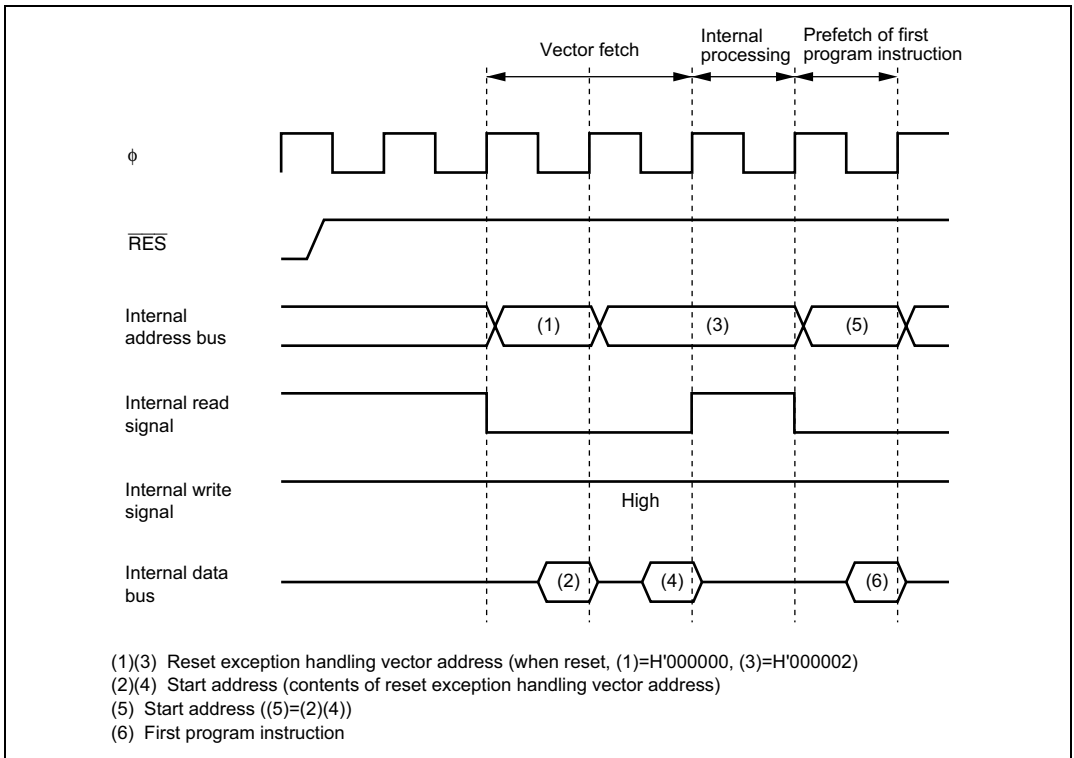 Vector fetch
Internal
processing
Prefetch of first
program instruction
ϕ
RES
Internal
address bus
(1)
(3)
(5)
Internal read
signal
Internal write
signal
High
Internal data
bus
(2)
(4)
(6)
(1)(3) Reset exception handling vector address (when reset, (1)=H'000000, (3)=H'000002)
(2)(4) Start address (contents of reset exception handling vector address)
(5) Start address ((5)=(2)(4))
(6) First program instruction